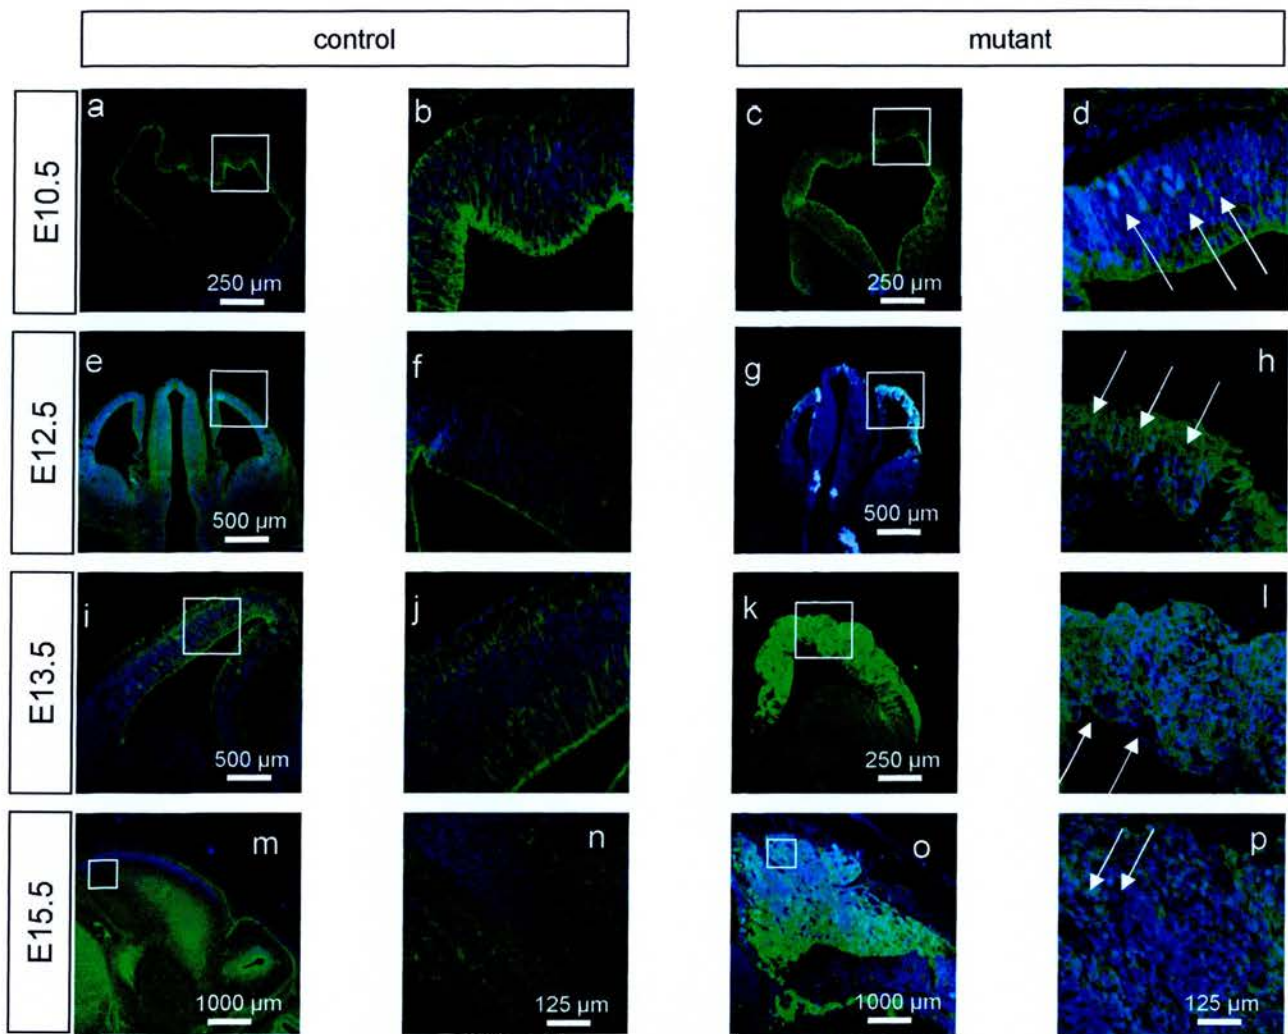 control
mutant
E10.5
a
250 µm
b
c
250 µm
d
E12.5
e
500 µm
f
g
500 µm
h
E13.5
i
500 µm
j
k
250 µm
l
E15.5
m
1000 µm
n
125 µm
o
1000 µm
p
125 µm